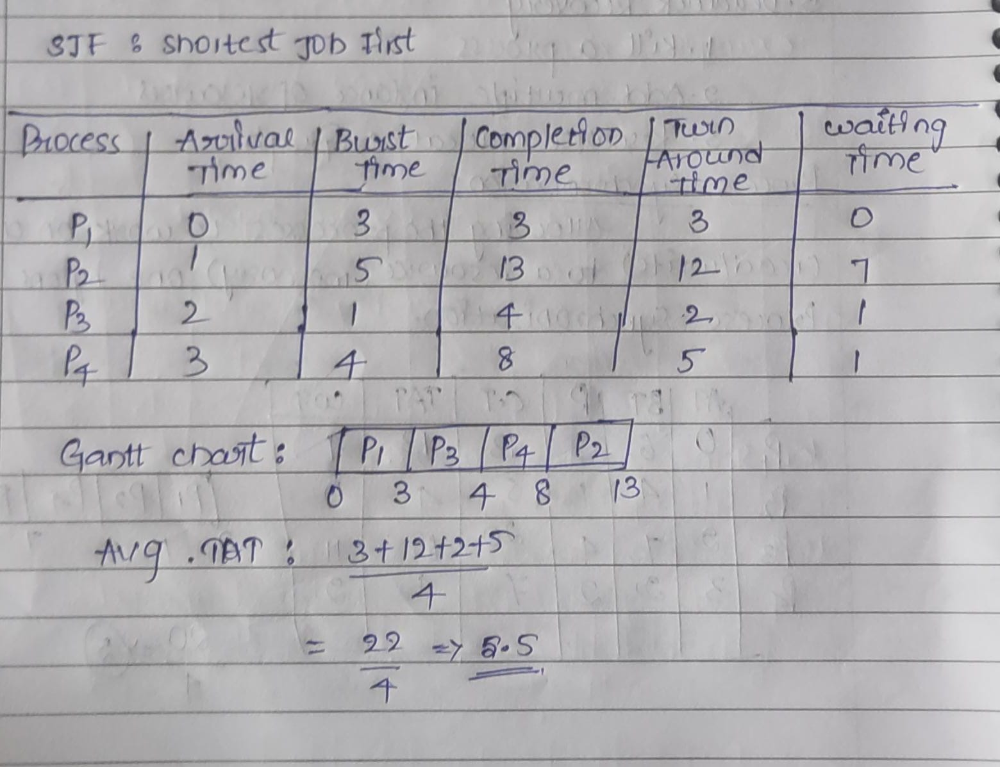 SJF : Shortest Job First
Process | Arrival Time | Burst Time | Completion Time | Turn Around time | Waiting Time
P1 | 0 | 3 | 3 | 3 | 0
P2 | 1 | 5 | 13 | 12 | 7
P3 | 2 | 1 | 4 | 2 | 1
P4 | 3 | 4 | 8 | 5 | 1
Gantt chart : | P1 | P3 | P4 | P2 |
0 3 4 8 13
Avg . TAT : 3+12+2+5
4
= 22 => 5.5
4